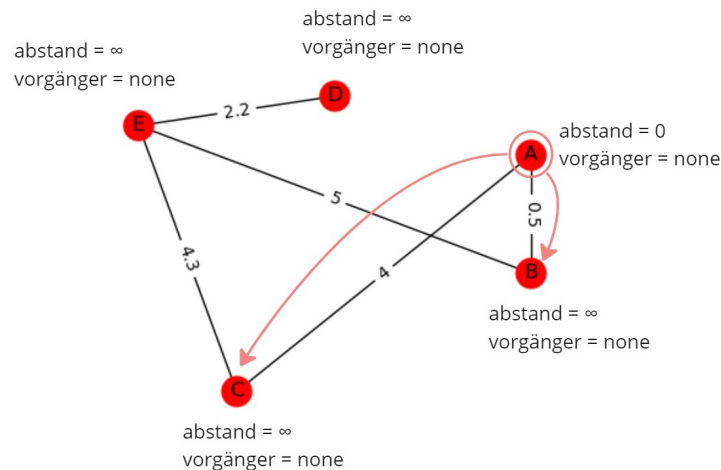 abstand = ∞
vorgänger = none
abstand = ∞
vorgänger = none
D
2.2
E
abstand = 0
vorgänger = none
A
5
0.5
4.3
4
B
abstand = ∞
vorgänger = none
C
abstand = ∞
vorgänger = none